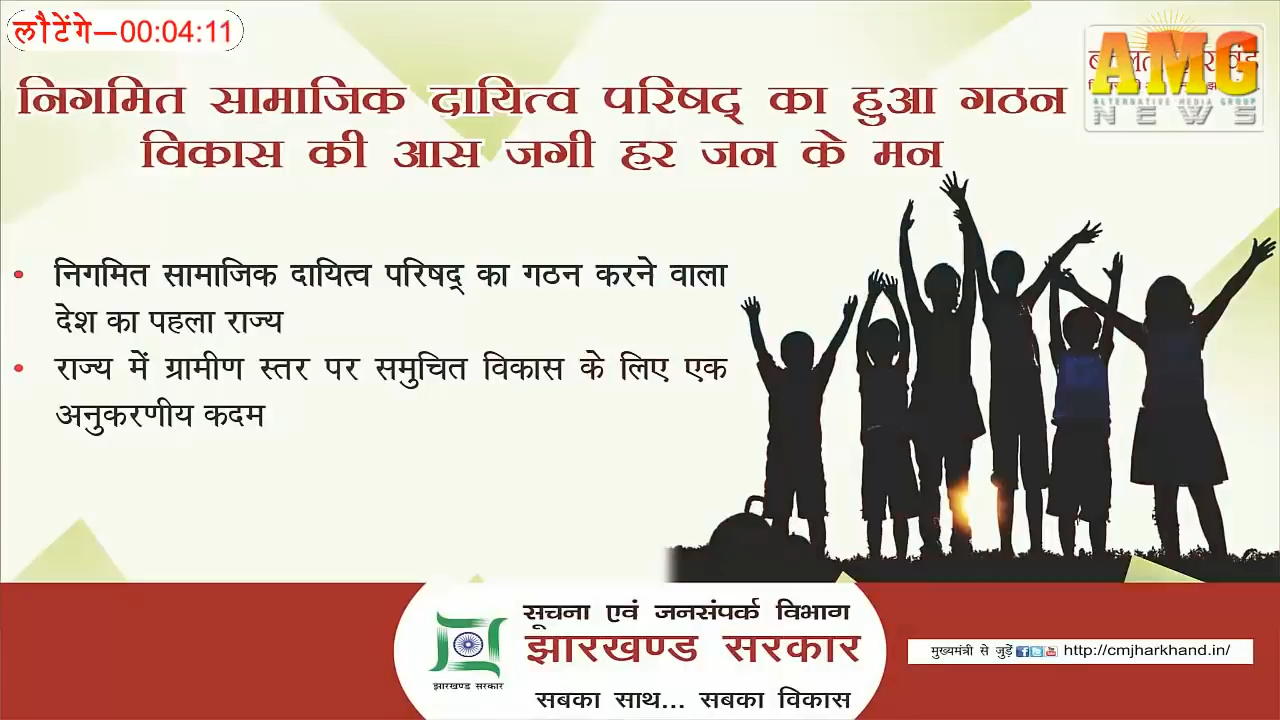 लौटेंगे—00:04:11
AMG
ALTERNATIVE MEDIA GROUP
NEWS
निगमित सामाजिक दायित्व परिषद् का हुआ गठन
विकास की आस जगी हर जन के मन
• निगमित सामाजिक दायित्व परिषद् का गठन करने वाला
देश का पहला राज्य
• राज्य में ग्रामीण स्तर पर समुचित विकास के लिए एक
अनुकरणीय कदम
सूचना एवं जनसंपर्क विभाग
झारखण्ड सरकार
झारखण्ड सरकार
सबका साथ... सबका विकास
मुख्यमंत्री से जुड़ें http://cmjharkhand.in/